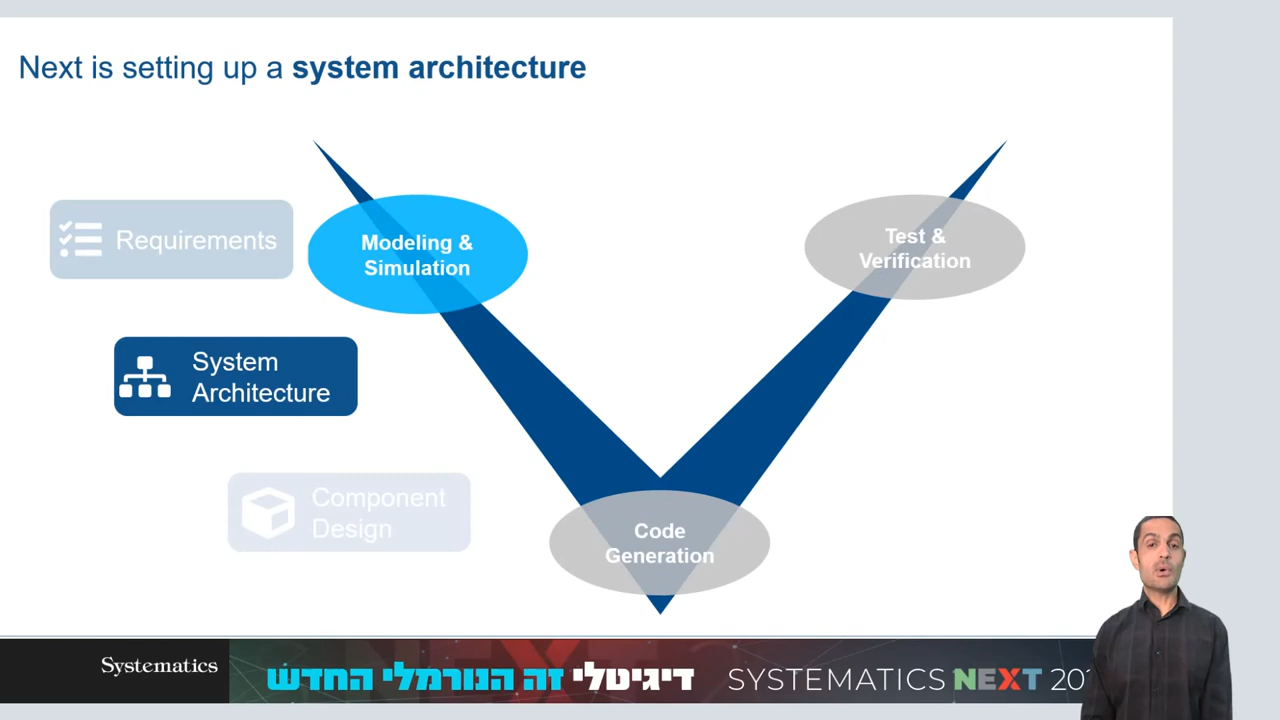 Next is setting up a system architecture
Requirements
Modeling &
Simulation
Test &
Verification
System
Architecture
Component
Design
Code
Generation
Systematics
דיגיטלי זה הנורמלי החדש
SYSTEMATICS NEXT